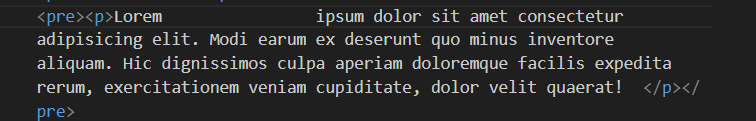 <pre><p>Lorem                ipsum dolor sit amet consectetur
adipisicing elit. Modi earum ex deserunt quo minus inventore
aliquam. Hic dignissimos culpa aperiam doloremque facilis expedita
rerum, exercitationem veniam cupiditate, dolor velit quaerat!  </p></
pre>